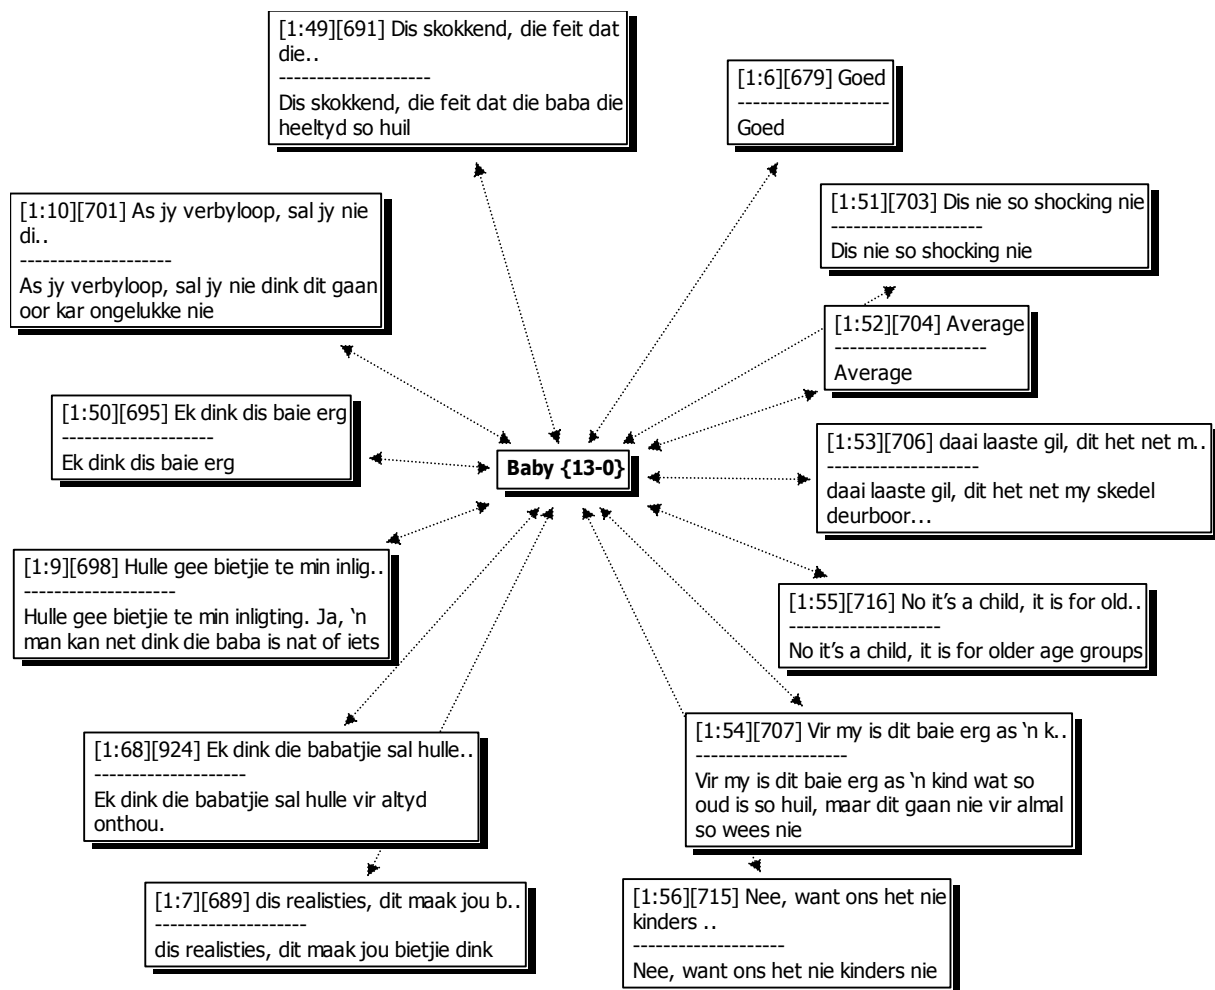 [1:49][691] Dis skokkend, die feit dat
die..
--------------------
Dis skokkend, die feit dat die baba die
heeltyd so huil
[1:6][679] Goed
--------------------
Goed
[1:10][701] As jy verbyloop, sal jy nie
di..
--------------------
As jy verbyloop, sal jy nie dink dit gaan
oor kar ongelukke nie
[1:51][703] Dis nie so shocking nie
--------------------
Dis nie so shocking nie
[1:52][704] Average
--------------------
Average
[1:50][695] Ek dink dis baie erg
--------------------
Ek dink dis baie erg
Baby {13-0}
[1:53][706] daai laaste gil, dit het net m..
--------------------
daai laaste gil, dit het net my skedel
deurboor...
[1:9][698] Hulle gee bietjie te min inlig..
--------------------
Hulle gee bietjie te min inligting. Ja, ‘n
man kan net dink die baba is nat of iets
[1:55][716] No it’s a child, it is for old..
--------------------
No it’s a child, it is for older age groups
[1:68][924] Ek dink die babatjie sal hulle..
--------------------
Ek dink die babatjie sal hulle vir altyd
onthou.
[1:54][707] Vir my is dit baie erg as ‘n k..
--------------------
Vir my is dit baie erg as ‘n kind wat so
oud is so huil, maar dit gaan nie vir almal
so wees nie
[1:7][689] dis realisties, dit maak jou b..
--------------------
dis realisties, dit maak jou bietjie dink
[1:56][715] Nee, want ons het nie
kinders ..
--------------------
Nee, want ons het nie kinders nie